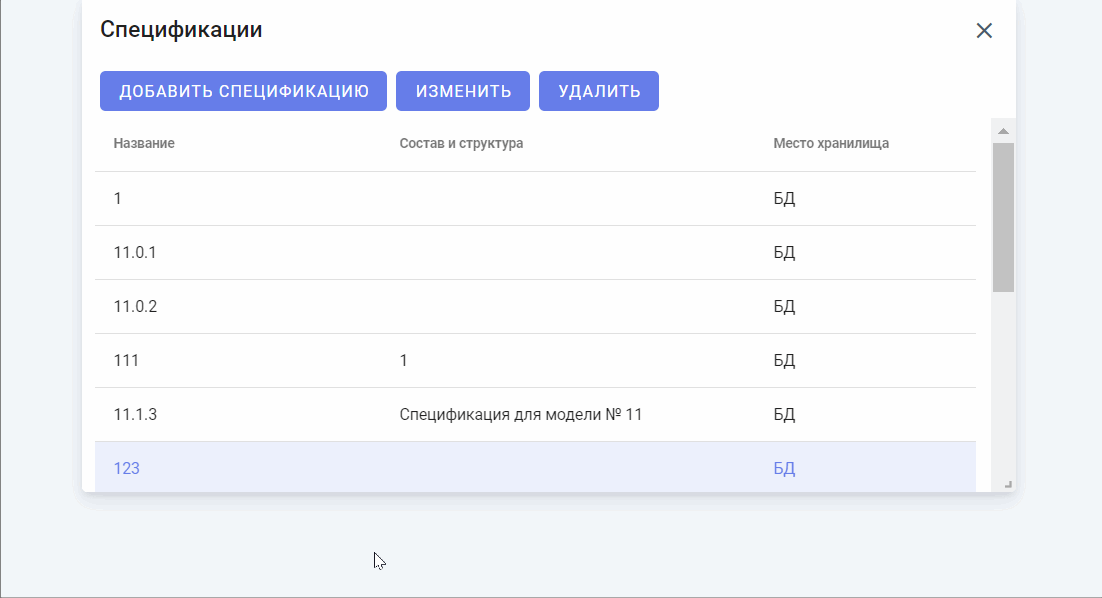 Спецификации
ДОБАВИТЬ СПЕЦИФИКАЦИЮ ИЗМЕНИТЬ УДАЛИТЬ
Название Состав и структура Место хранилища
1 БД
11.0.1 БД
11.0.2 БД
111 1 БД
11.1.3 Спецификация для модели № 11 БД
123 БД